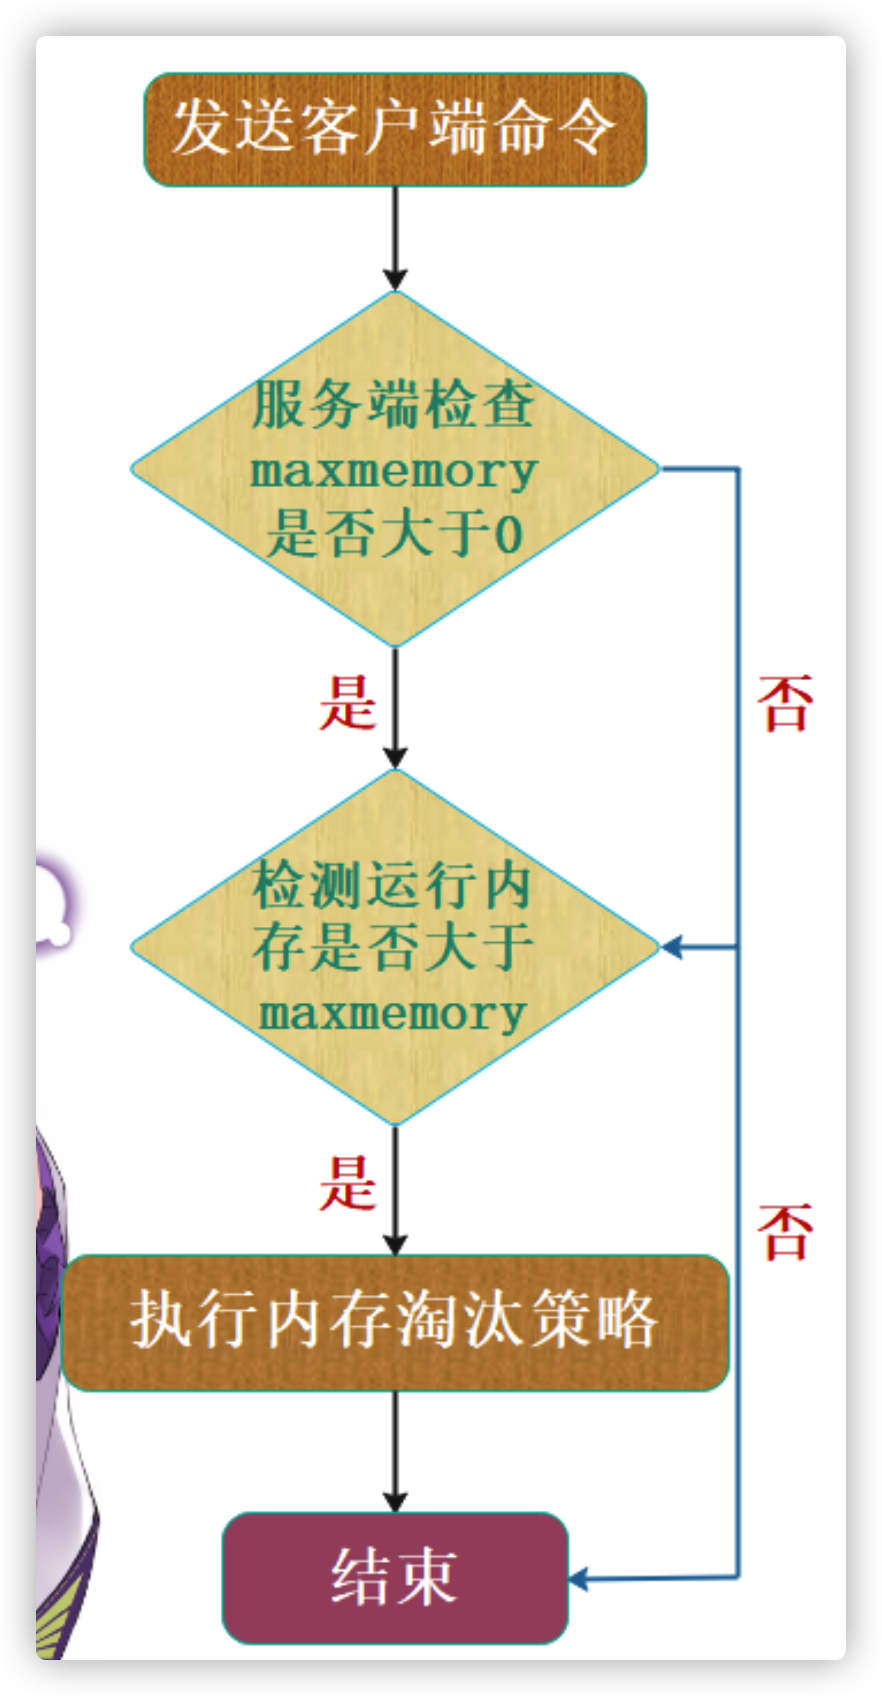 发送客户端命令
服务端检查
maxmemory
是否大于0
是
否
检测运行内
存是否大于
maxmemory
是
否
执行内存淘汰策略
结束